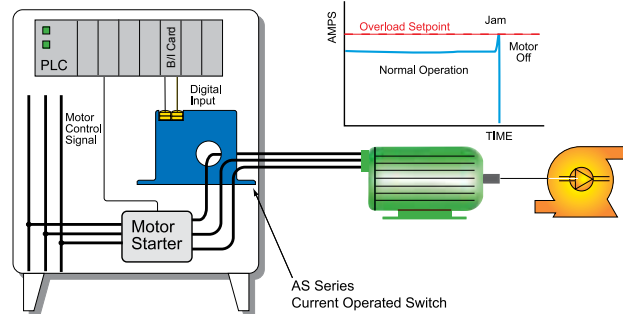 PLC
B/I Card
Motor
Control
Signal
Digital
Input
Motor
Starter
AS Series
Current Operated Switch
AMPS
Overload Setpoint
Jam
Motor
Off
Normal Operation
TIME